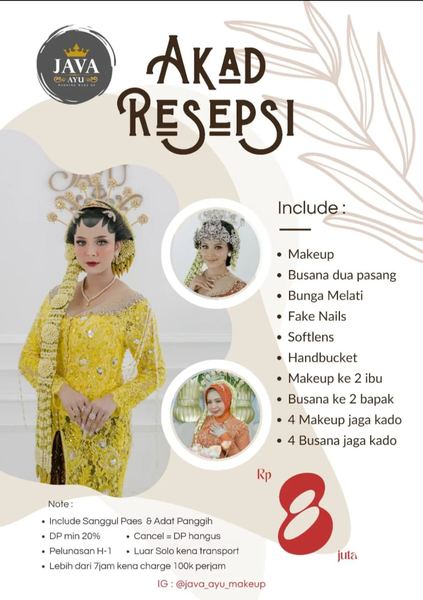 JAVA
AYU
AKAD
RESEPSI
Include :
• Makeup
• Busana dua pasang
• Bunga Melati
• Fake Nails
• Softlens
• Handbucket
• Makeup ke 2 ibu
• Busana ke 2 bapak
• 4 Makeup jaga kado
• 4 Busana jaga kado
Rp 8 juta
Note :
• Include Sanggul Paes & Adat Panggih
• DP min 20%
• Cancel = DP hangus
• Pelunasan H-1
• Luar Solo kena transport
• Lebih dari 7jam kena charge 100k perjam
IG : @java_ayu_makeup